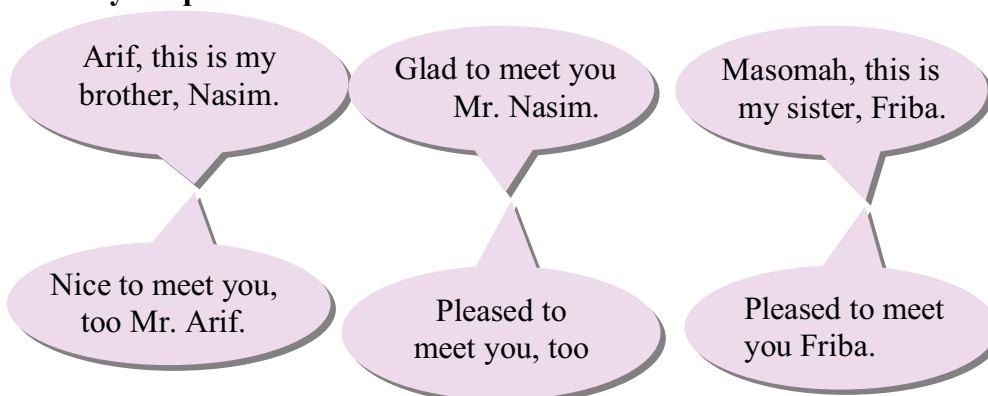 Arif, this is my
brother, Nasim.
Glad to meet you
Mr. Nasim.
Masomah, this is
my sister, Friba.
Nice to meet you,
too Mr. Arif.
Pleased to
meet you, too
Pleased to meet
you Friba.